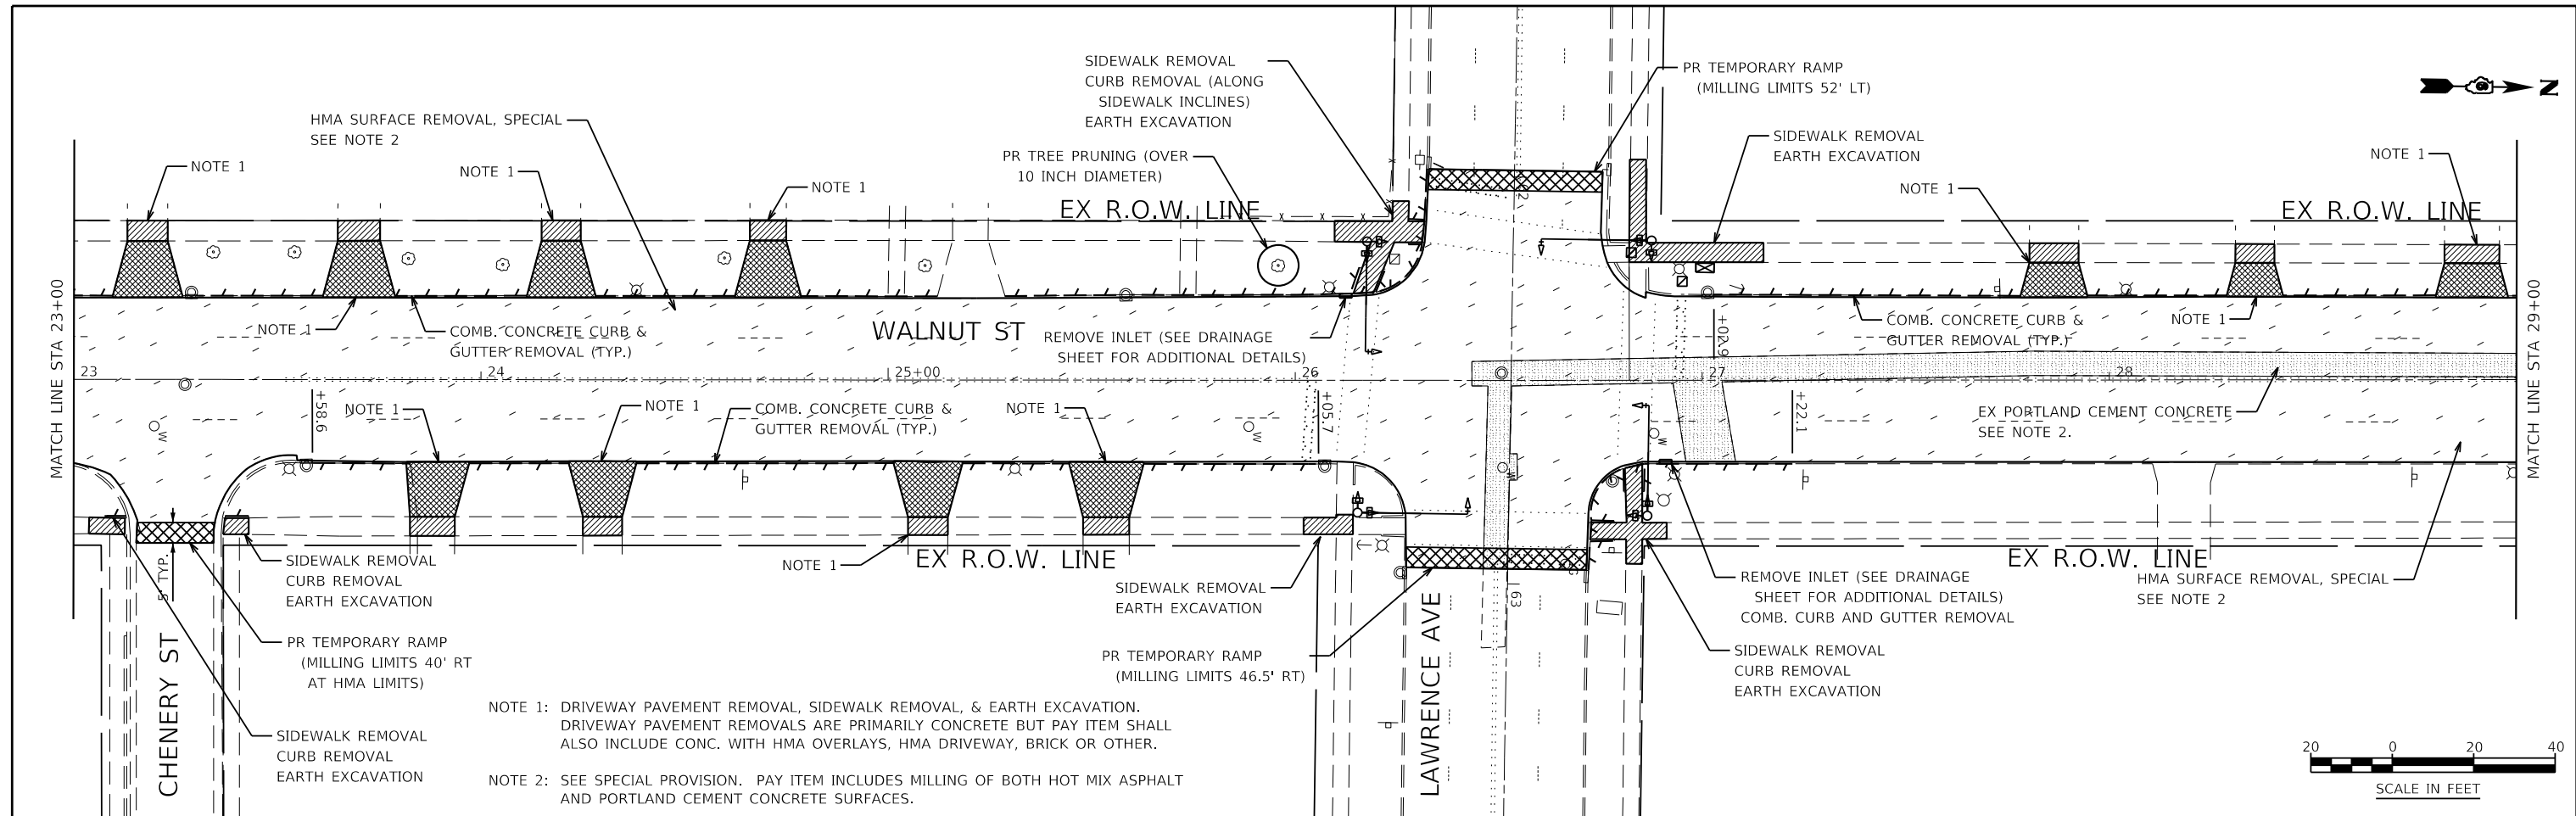 SIDEWALK REMOVAL
CURB REMOVAL (ALONG
SIDEWALK INCLINES)
EARTH EXCAVATION
PR TEMPORARY RAMP
(MILLING LIMITS 52' LT)
N
HMA SURFACE REMOVAL, SPECIAL
SEE NOTE 2
SIDEWALK REMOVAL
EARTH EXCAVATION
PR TREE PRUNING (OVER
10 INCH DIAMETER)
NOTE 1
NOTE 1
NOTE 1
NOTE 1
NOTE 1
EX R.O.W. LINE
EX R.O.W. LINE
62
MATCH LINE STA 23+00
MATCH LINE STA 29+00
NOTE 1
COMB. CONCRETE CURB &
GUTTER REMOVAL (TYP.)
WALNUT ST
REMOVE INLET (SEE DRAINAGE
SHEET FOR ADDITIONAL DETAILS)
+02.9
COMB. CONCRETE CURB &
GUTTER REMOVAL (TYP.)
NOTE 1
23
24
25+00
26
27
28
+58.6
NOTE 1
NOTE 1
COMB. CONCRETE CURB &
GUTTER REMOVAL (TYP.)
NOTE 1
+05.7
+22.1
EX PORTLAND CEMENT CONCRETE
SEE NOTE 2.
W
W
W
W
5' TYP.
SIDEWALK REMOVAL
CURB REMOVAL
EARTH EXCAVATION
NOTE 1
EX R.O.W. LINE
SIDEWALK REMOVAL
EARTH EXCAVATION
63
REMOVE INLET (SEE DRAINAGE
SHEET FOR ADDITIONAL DETAILS)
COMB. CURB AND GUTTER REMOVAL
EX R.O.W. LINE
HMA SURFACE REMOVAL, SPECIAL
SEE NOTE 2
CHENERY ST
PR TEMPORARY RAMP
(MILLING LIMITS 40' RT
AT HMA LIMITS)
PR TEMPORARY RAMP
(MILLING LIMITS 46.5' RT)
LAWRENCE AVE
SIDEWALK REMOVAL
CURB REMOVAL
EARTH EXCAVATION
SIDEWALK REMOVAL
CURB REMOVAL
EARTH EXCAVATION
NOTE 1: DRIVEWAY PAVEMENT REMOVAL, SIDEWALK REMOVAL, & EARTH EXCAVATION.
DRIVEWAY PAVEMENT REMOVALS ARE PRIMARILY CONCRETE BUT PAY ITEM SHALL
ALSO INCLUDE CONC. WITH HMA OVERLAYS, HMA DRIVEWAY, BRICK OR OTHER.
NOTE 2: SEE SPECIAL PROVISION. PAY ITEM INCLUDES MILLING OF BOTH HOT MIX ASPHALT
AND PORTLAND CEMENT CONCRETE SURFACES.
20 0 20 40
SCALE IN FEET